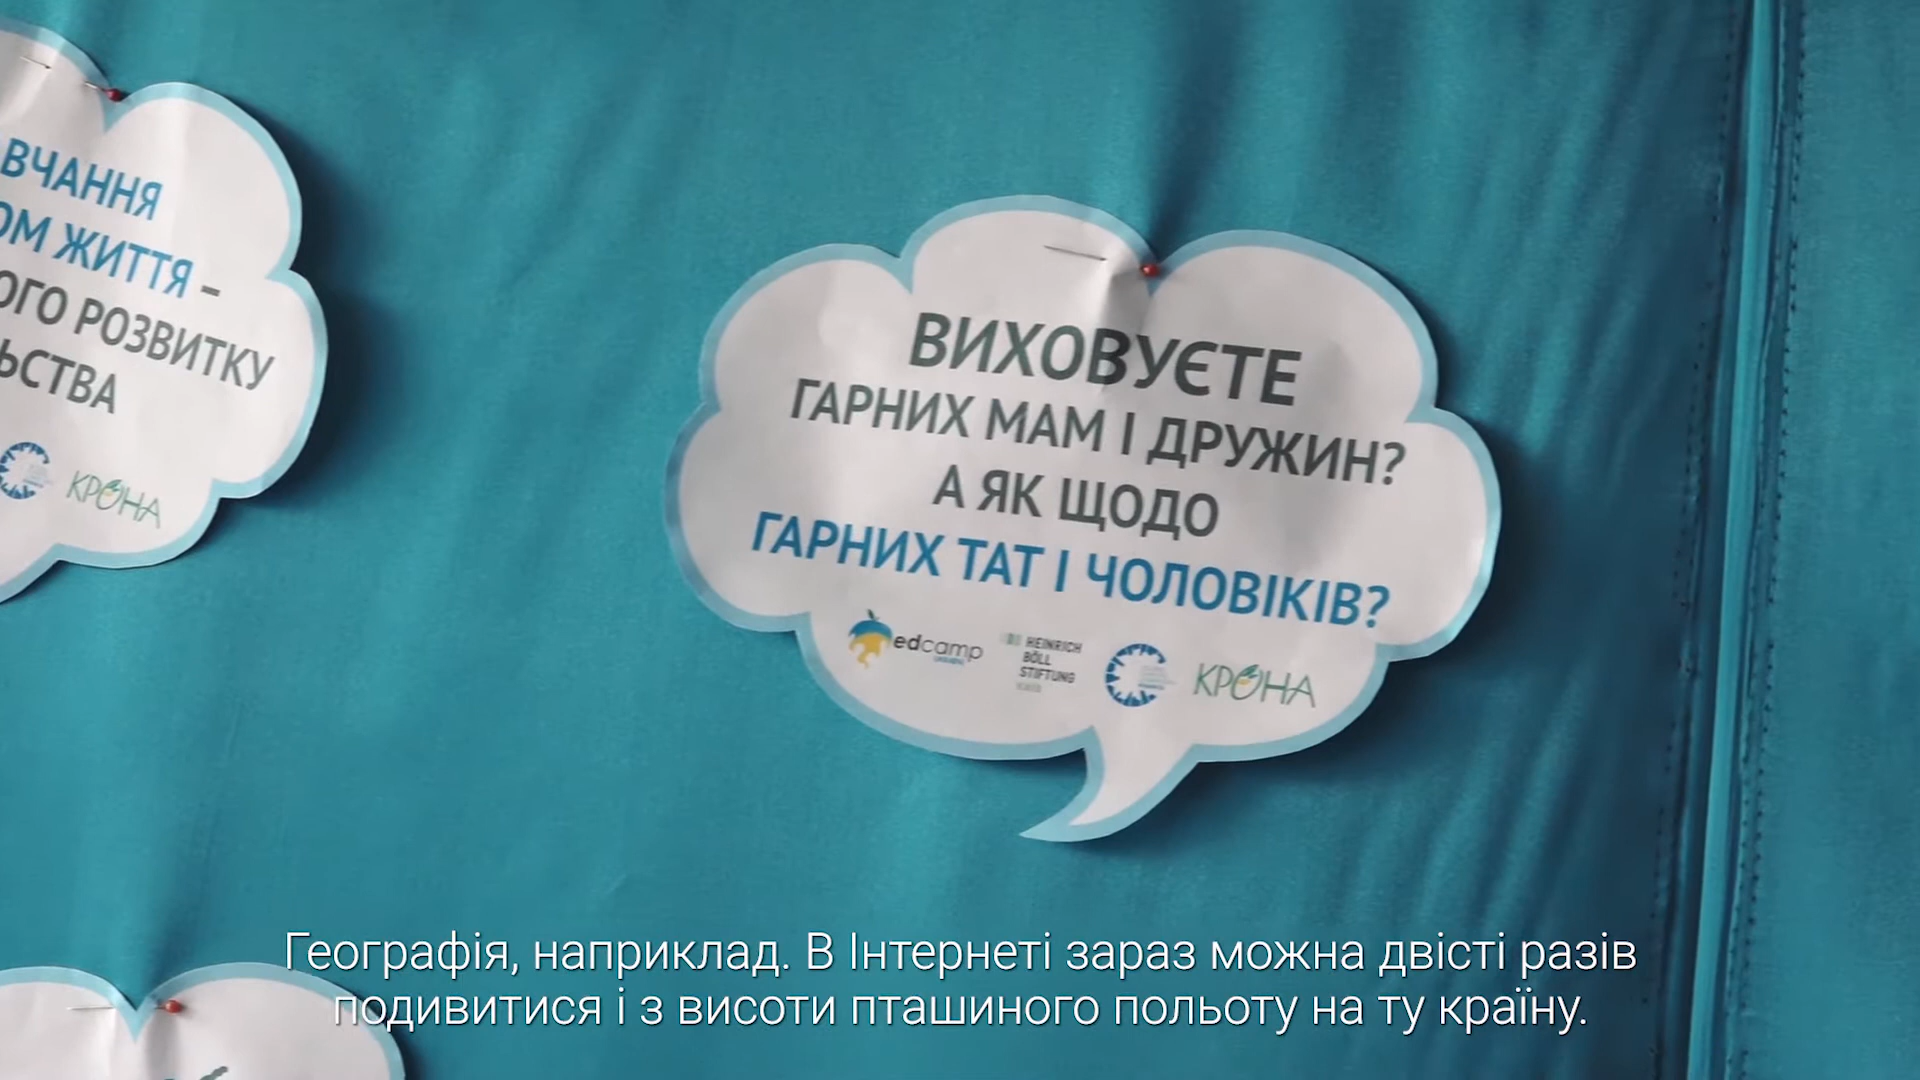 ВЧАННЯ
ОМ ЖИТТЯ –
ОГО РОЗВИТКУ
ЬСТВА
КРОНА
ВИХОВУЄТЕ
ГАРНИХ МАМ І ДРУЖИН?
А ЯК ЩОДО
ГАРНИХ ТАТ І ЧОЛОВІКІВ?
edcamp
HEINRICH
BÖLL
STIFTUNG
КРОНА
Географія, наприклад. В Інтернеті зараз можна двісті разів
подивитися і з висоти пташиного польоту на ту країну.